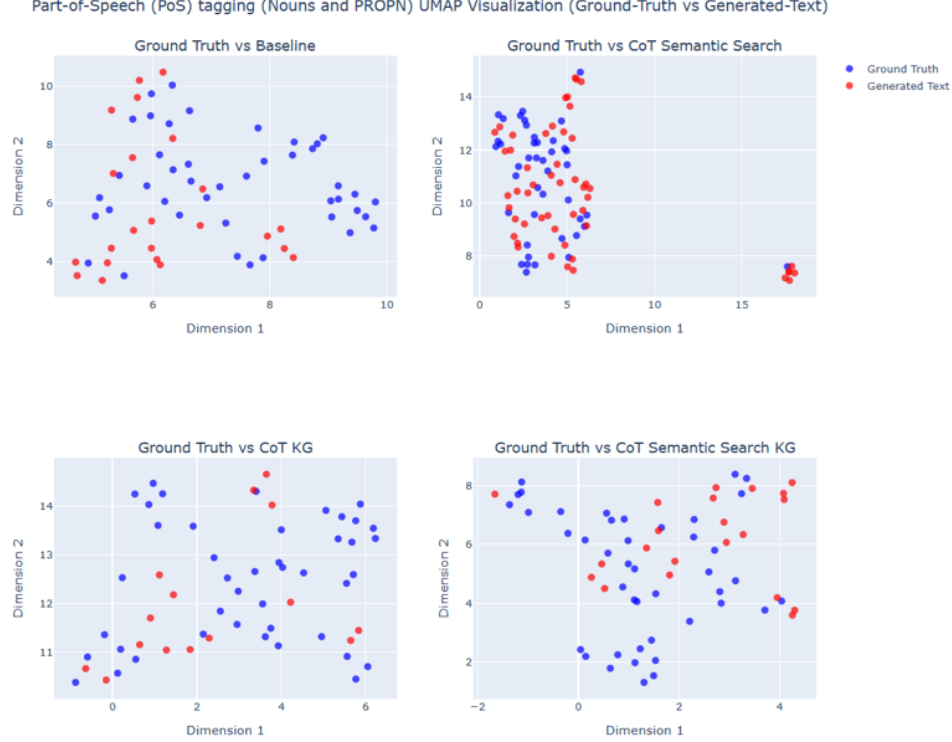 Part-of-Speech (PoS) tagging (Nouns and PROPN) UMAP Visualization (Ground-Truth vs Generated-Text)
Ground Truth vs Baseline
Ground Truth vs CoT Semantic Search
Ground Truth
Generated Text
10
8
6
4
Dimension 2
6
8
10
Dimension 1
14
12
10
8
Dimension 2
0
5
10
15
Dimension 1
Ground Truth vs CoT KG
Ground Truth vs CoT Semantic Search KG
14
13
12
11
Dimension 2
0
2
4
6
Dimension 1
8
6
4
2
Dimension 2
−2
0
2
4
Dimension 1